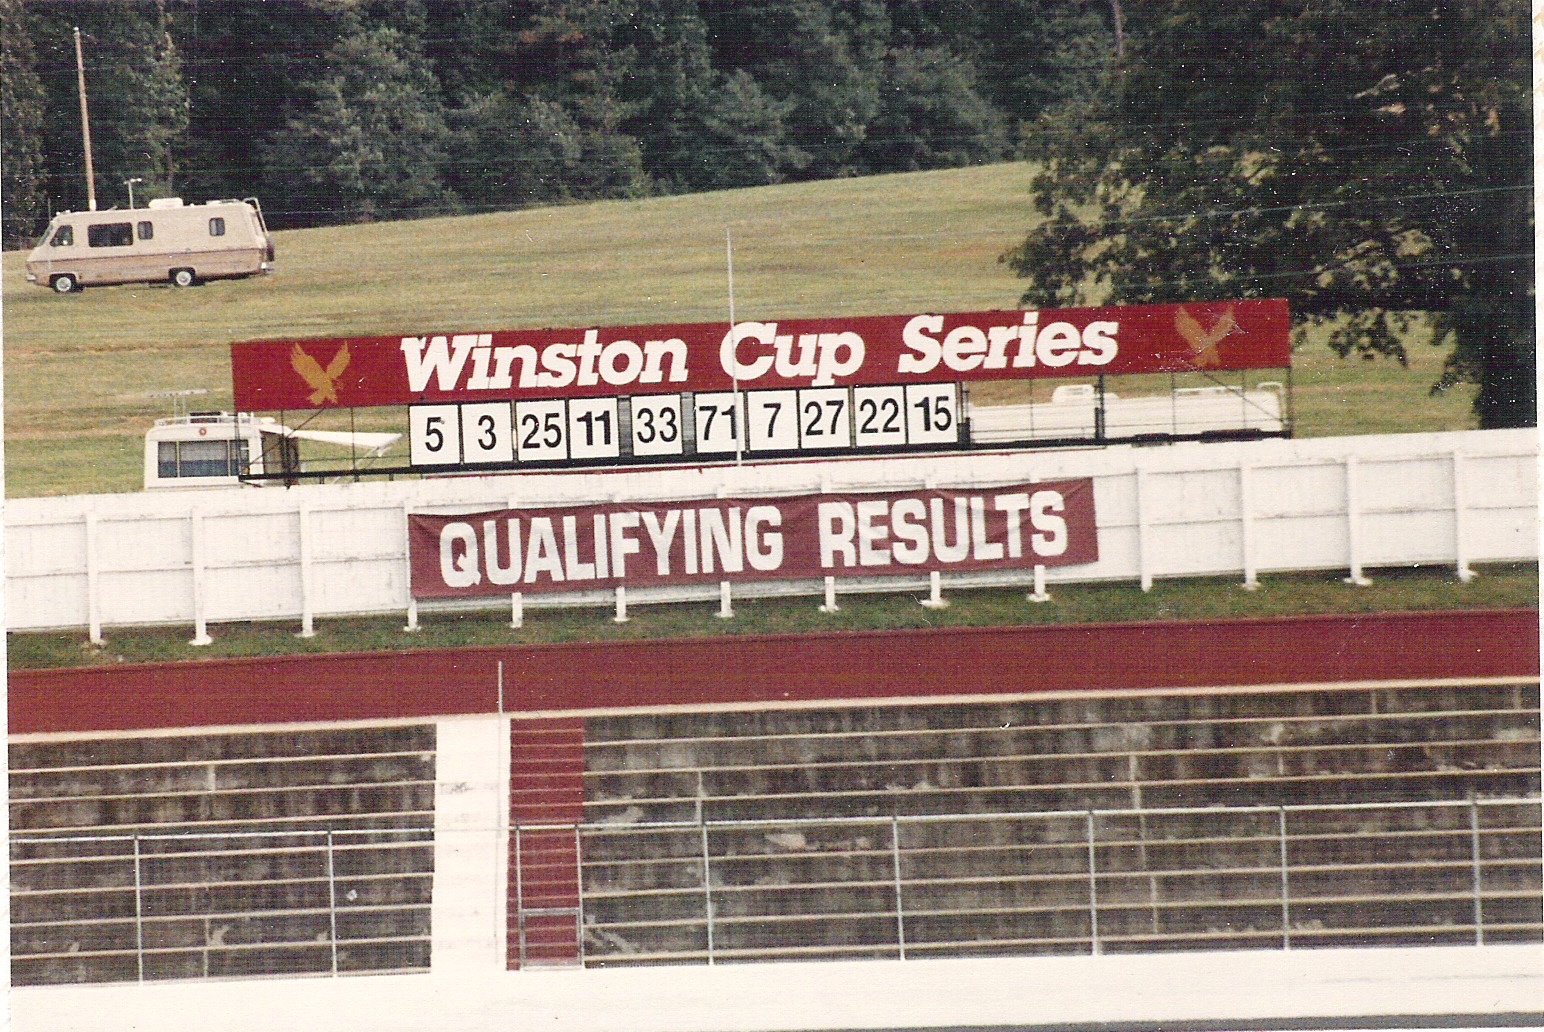 Winston Cup Series
5 3 25 11 33 71 7 27 22 15
QUALIFYING RESULTS